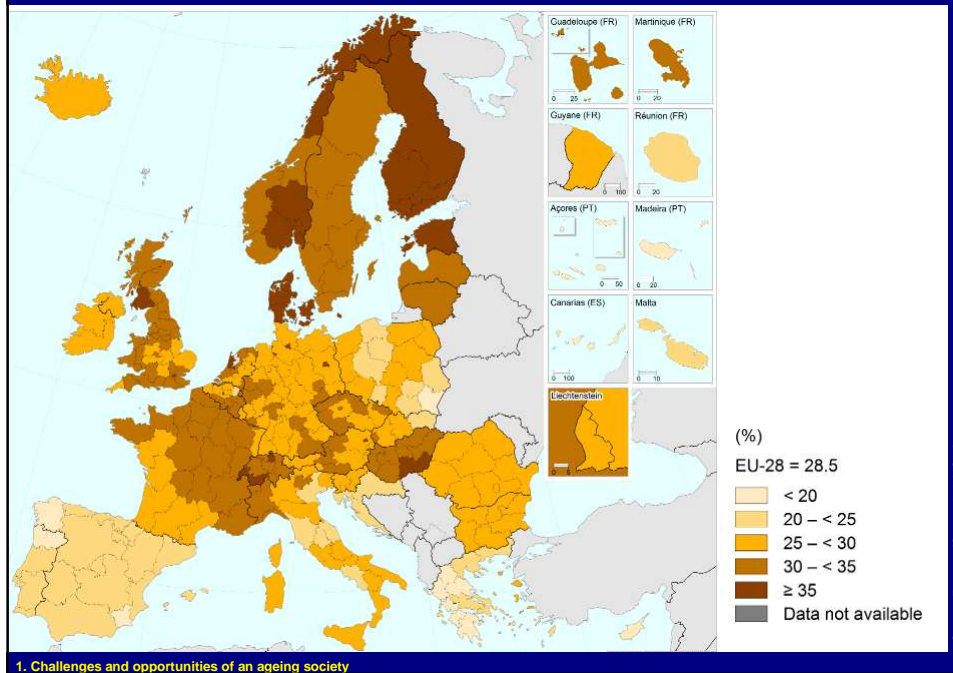 Guadeloupe (FR)
0 25
Martinique (FR)
0 20
Guyane (FR)
0 100
Réunion (FR)
0 20
Açores (PT)
0 50
Madeira (PT)
0 20
Canarias (ES)
0 100
Malta
0 10
Liechtenstein
(%)
EU-28 = 28.5
< 20
20 – < 25
25 – < 30
30 – < 35
≥ 35
Data not available
1. Challenges and opportunities of an ageing society